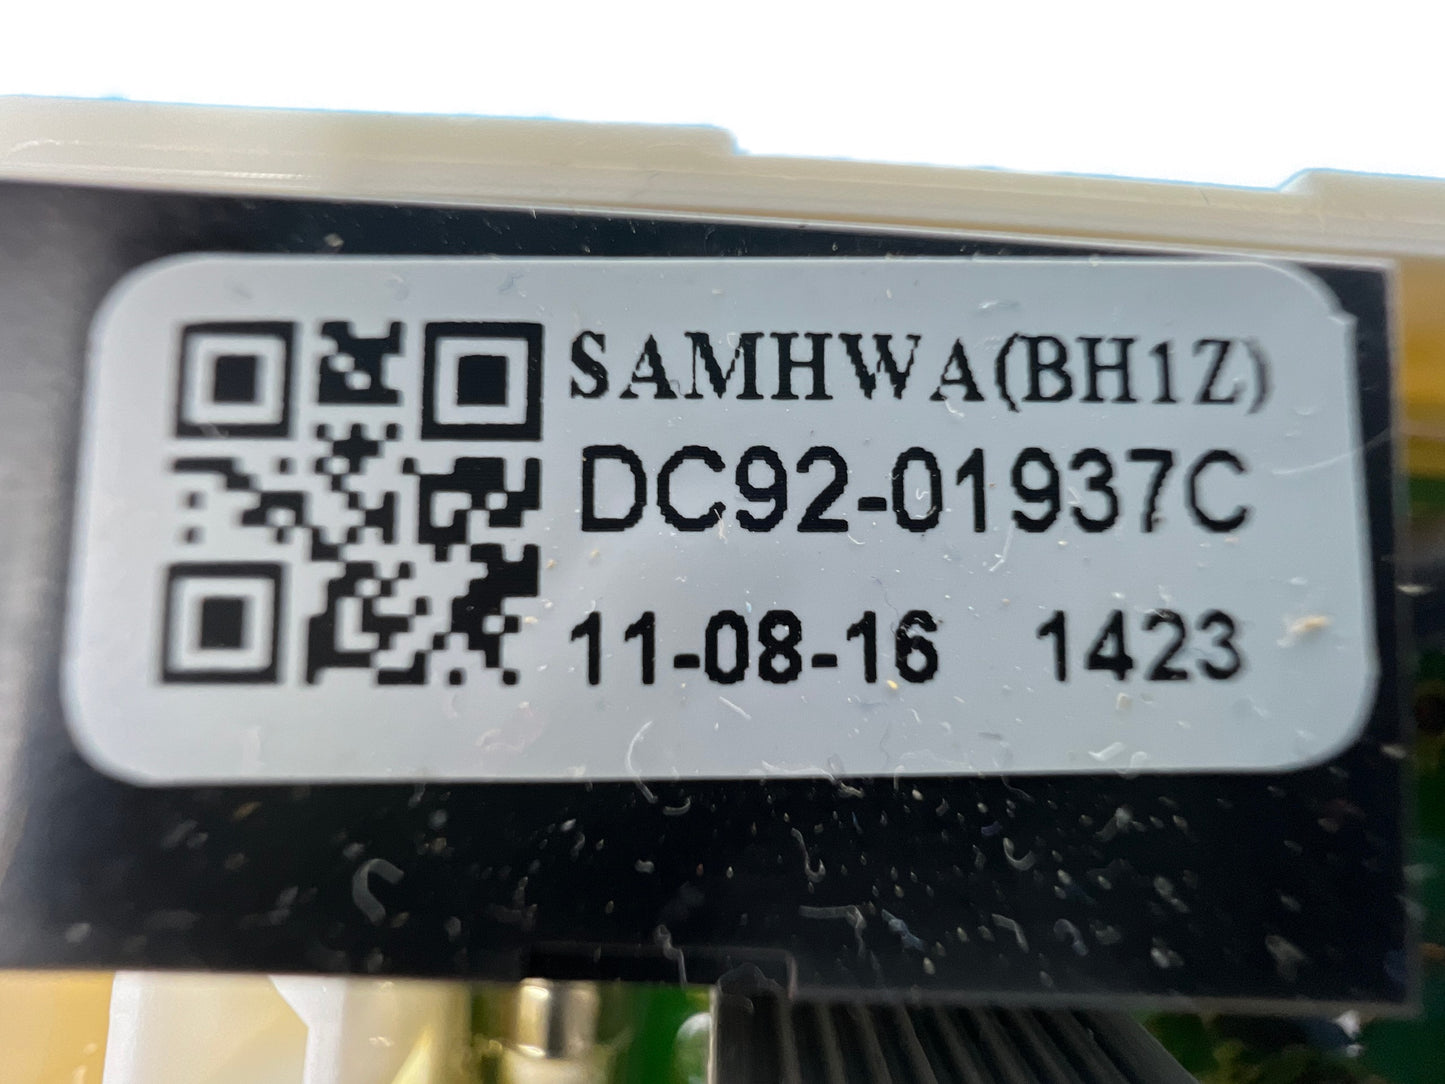 SAMHWA(BH1Z)
DC92-01937C
11-08-16 1423